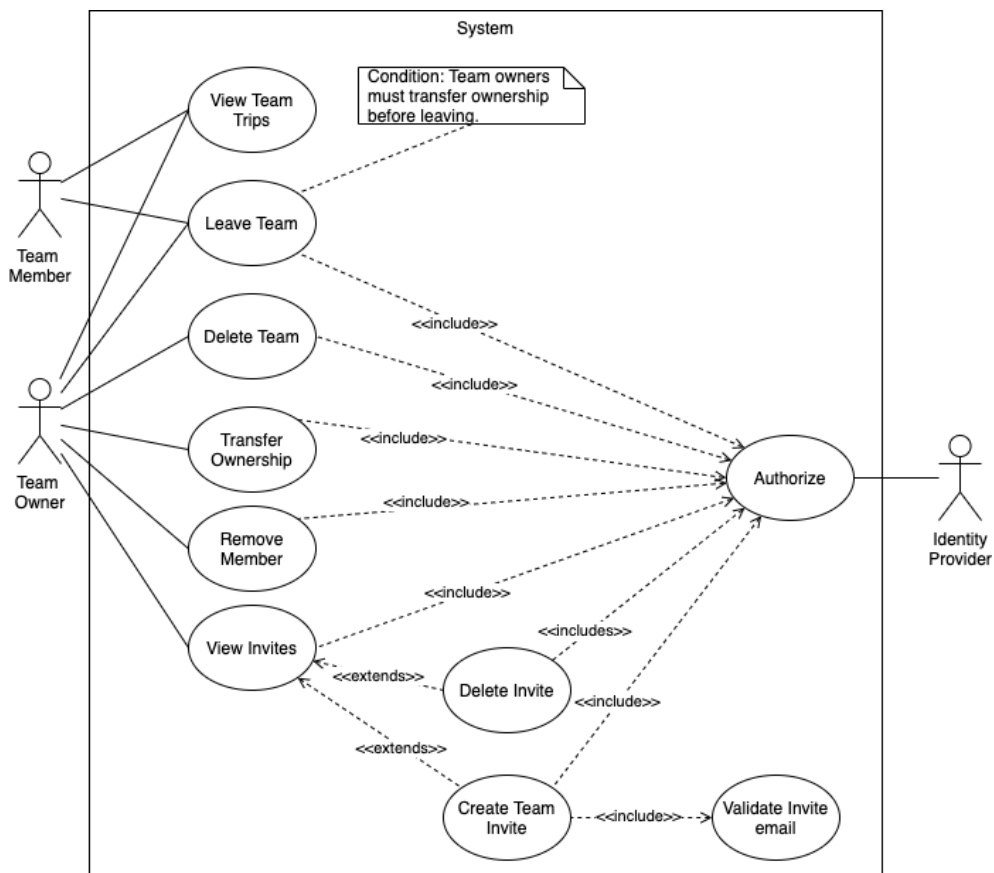 System
View Team
Trips
Condition: Team owners
must transfer ownership
before leaving.
Team
Member
Leave Team
<<include>>
Delete Team
<<include>>
Team
Owner
Transfer
Ownership
<<include>>
Authorize
Identity
Provider
Remove
Member
<<include>>
<<include>>
View Invites
<<includes>>
<<extends>>
Delete Invite
<<include>>
<<extends>>
Create Team
Invite
<<include>>
Validate Invite
email